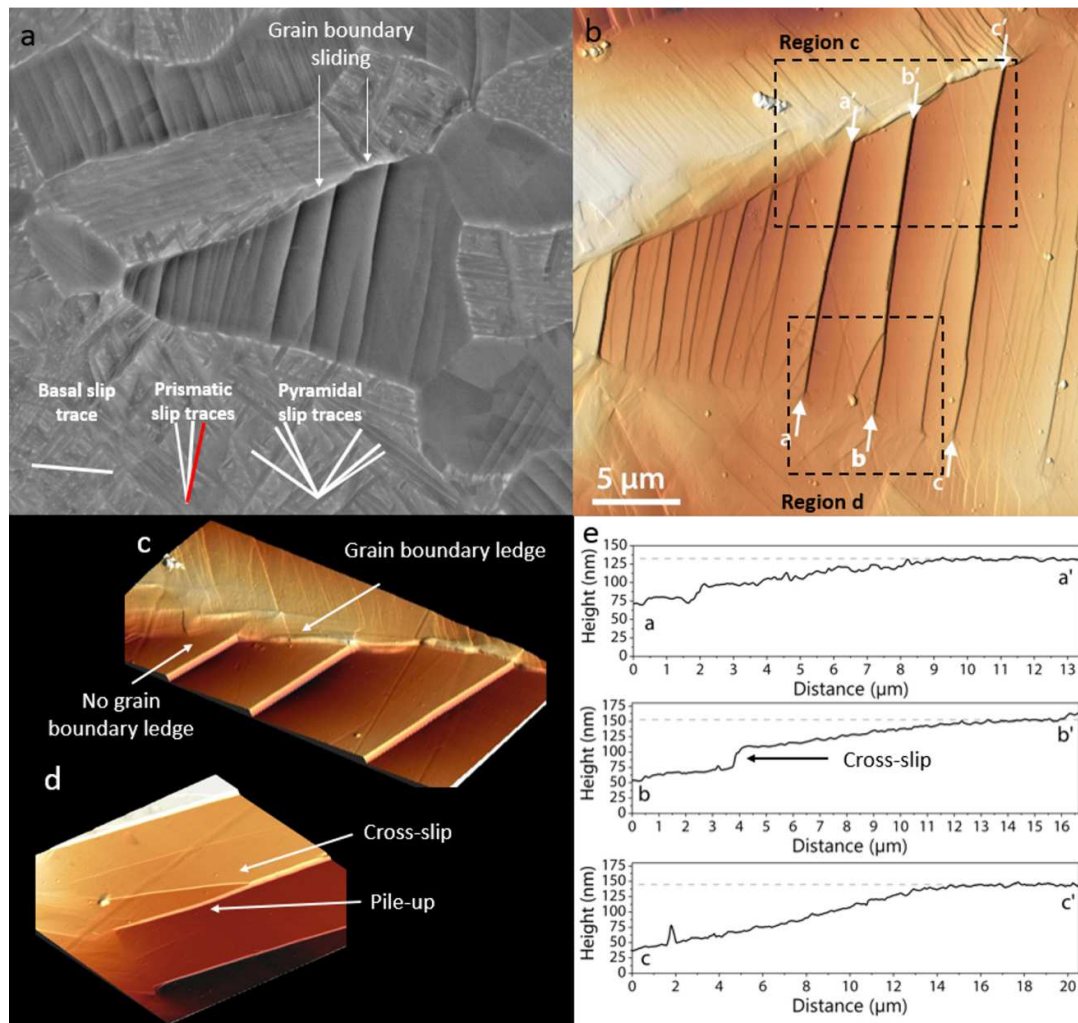 a
Grain boundary
sliding
Basal slip
trace
Prismatic
slip traces
Pyramidal
slip traces
b
Region c
a'
b'
c'
a
b
c
5 μm
Region d
c
Grain boundary ledge
No grain
boundary ledge
d
Cross-slip
Pile-up
e
Height (nm)
150
125
100
75
50
25
0
a
a'
0 1 2 3 4 5 6 7 8 9 10 11 12 13
Distance (μm)
Height (nm)
175
150
125
100
75
50
25
0
b
b'
Cross-slip
0 1 2 3 4 5 6 7 8 9 10 11 12 13 14 15 16
Distance (μm)
Height (nm)
175
150
125
100
75
50
25
0
c
c'
0 2 4 6 8 10 12 14 16 18 20
Distance (μm)